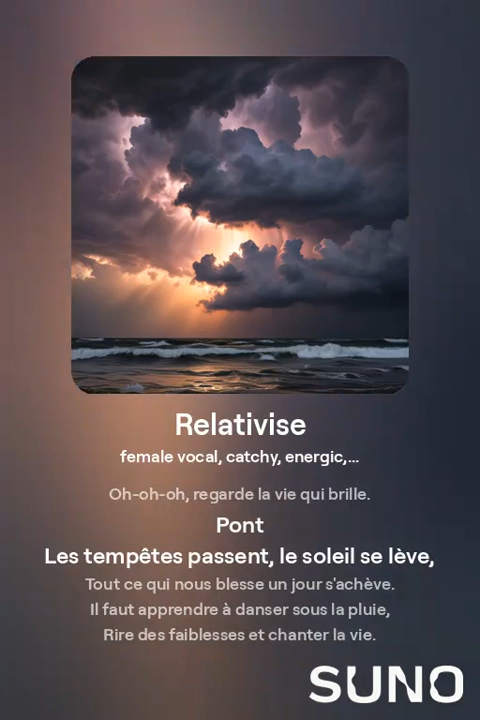 Relativise
female vocal, catchy, energic,...
Oh-oh-oh, regarde la vie qui brille.
Pont
Les tempêtes passent, le soleil se lève,
Tout ce qui nous blesse un jour s'achève.
Il faut apprendre à danser sous la pluie,
Rire des faiblesses et chanter la vie.
SUNO